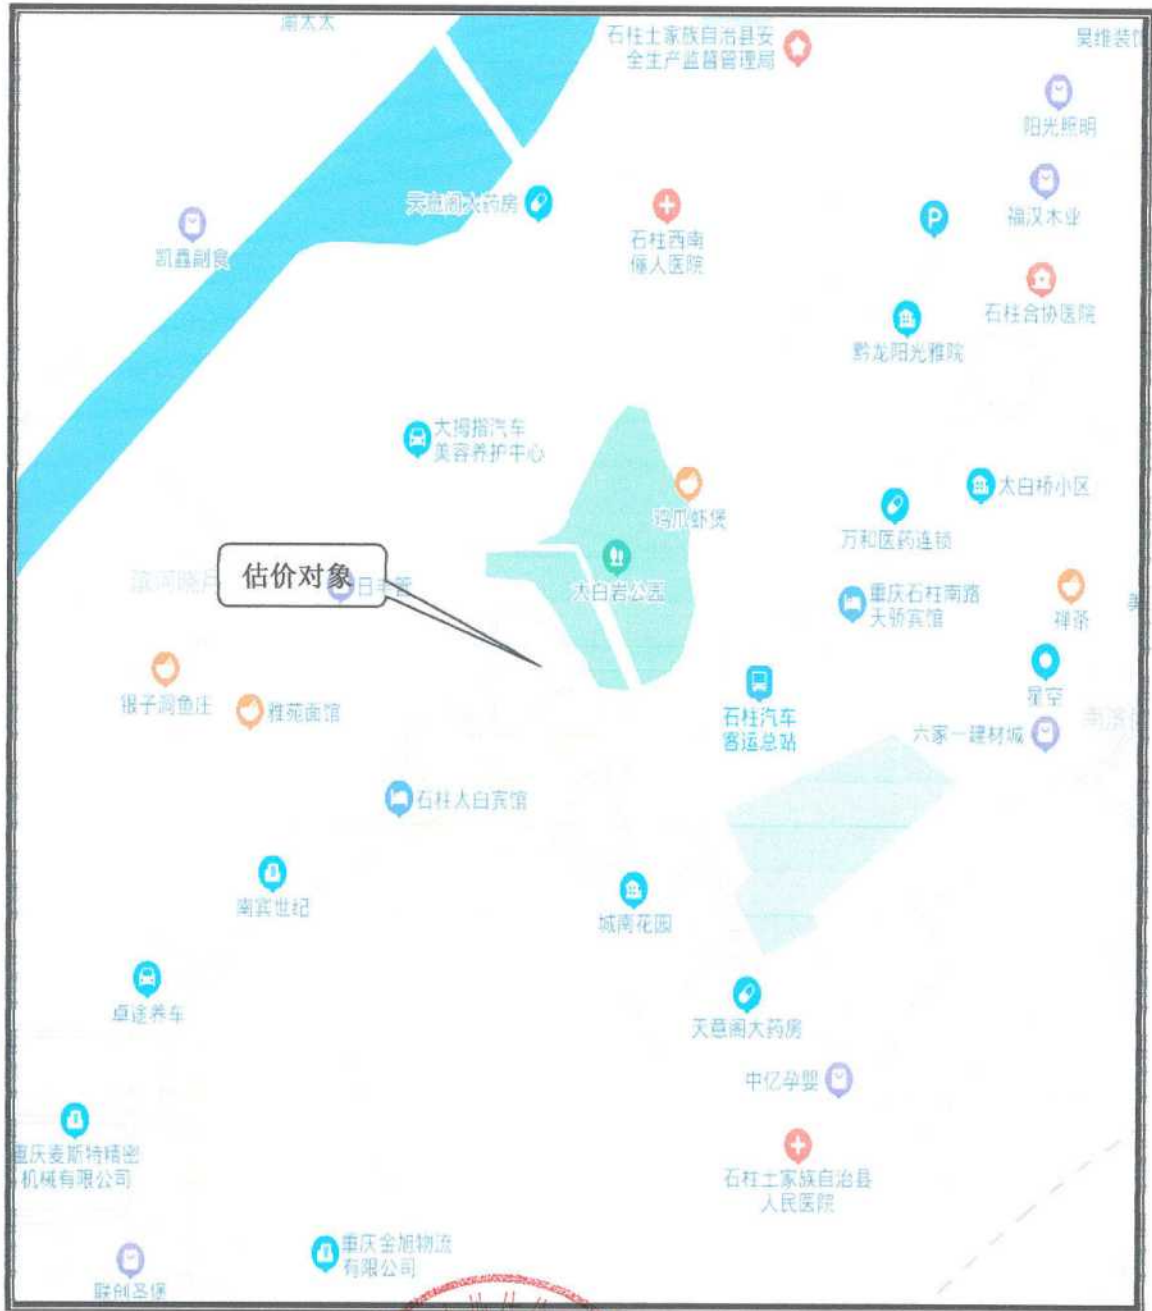 石柱土家族自治县安
全生产监督管理局
昊维装饰
阳光照明
天意阁大药房
石柱西南
俪人医院
福汉木业
凯鑫副食
石柱合协医院
黔龙阳光雅院
大拇指汽车
美容养护中心
鸡爪虾煲
太白桥小区
万和医药连锁
估价对象
太白岩公园
重庆石柱南路
天骄宾馆
禅茶
银子洞鱼庄
雅苑面馆
石柱汽车
客运总站
星空
六家一建材城
石柱太白宾馆
南宾世纪
城南花园
卓途养车
天意阁大药房
中亿孕婴
重庆麦斯特精密
机械有限公司
石柱土家族自治县
人民医院
重庆金旭物流
有限公司
联创圣堡